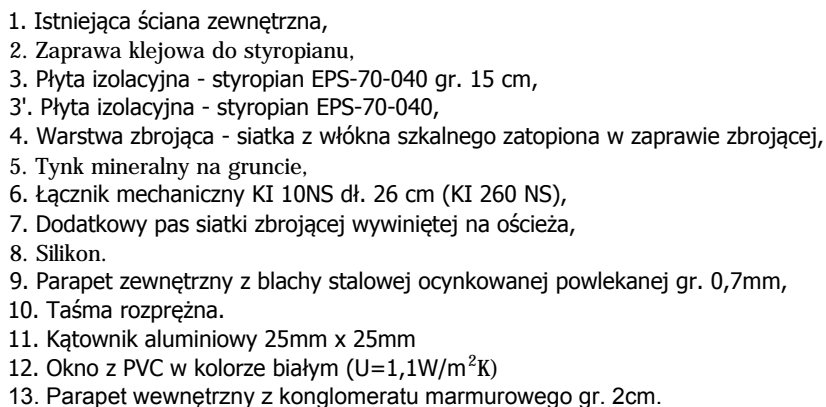 1. Istniejąca ściana zewnętrzna,
2. Zaprawa klejowa do styropianu,
3. Płyta izolacyjna - styropian EPS-70-040 gr. 15 cm,
3'. Płyta izolacyjna - styropian EPS-70-040,
4. Warstwa zbrojąca - siatka z włókna szkalnego zatopiona w zaprawie zbrojącej,
5. Tynk mineralny na gruncie,
6. Łącznik mechaniczny KI 10NS dł. 26 cm (KI 260 NS),
7. Dodatkowy pas siatki zbrojącej wywiniętej na ościeża,
8. Silikon.
9. Parapet zewnętrzny z blachy stalowej ocynkowanej powlekanej gr. 0,7mm,
10. Taśma rozprężna.
11. Kątownik aluminiowy 25mm x 25mm
12. Okno z PVC w kolorze białym (U=1,1W/m²K)
13. Parapet wewnętrzny z konglomeratu marmurowego gr. 2cm.